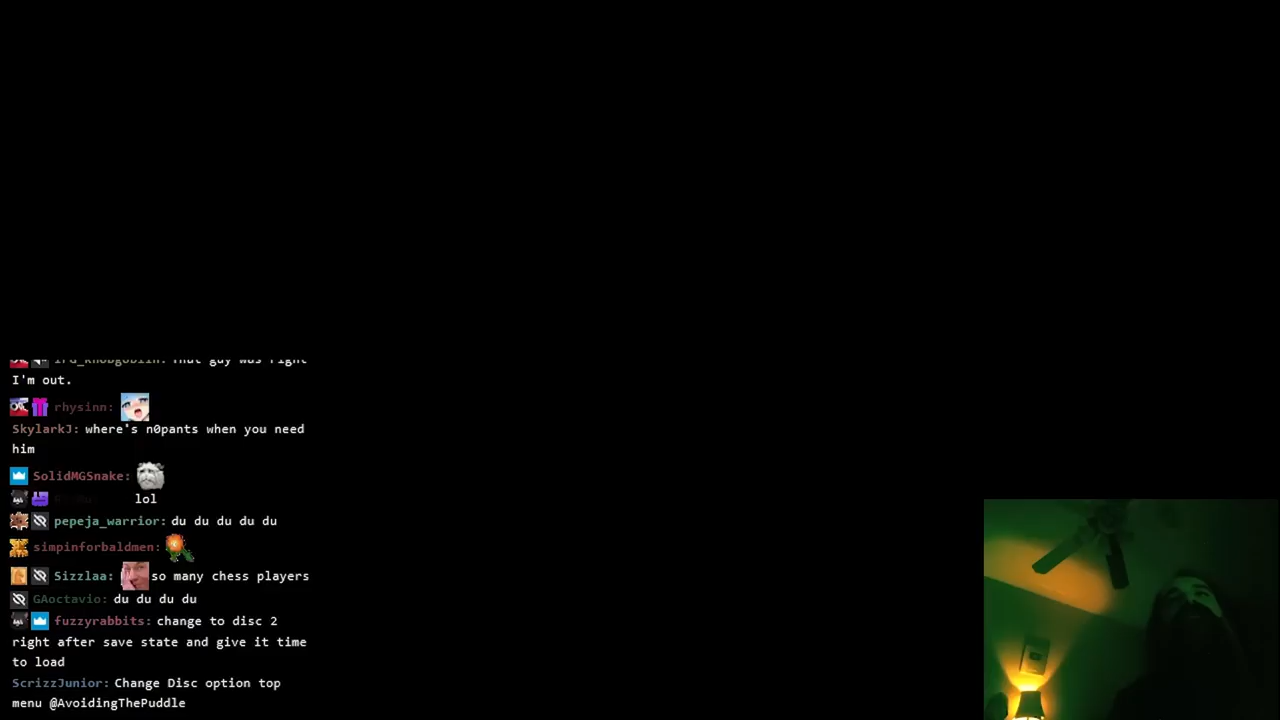 That guy was right
I'm out.
rhysinn:
SkylarkJ: where's n0pants when you need
him
SolidMGSnake:
lol
pepeja_warrior: du du du du du
simpinforbaldmen:
Sizzlaa: so many chess players
GAoctavio: du du du du
fuzzyrabbits: change to disc 2
right after save state and give it time
to load
ScrizzJunior: Change Disc option top
menu @AvoidingThePuddle